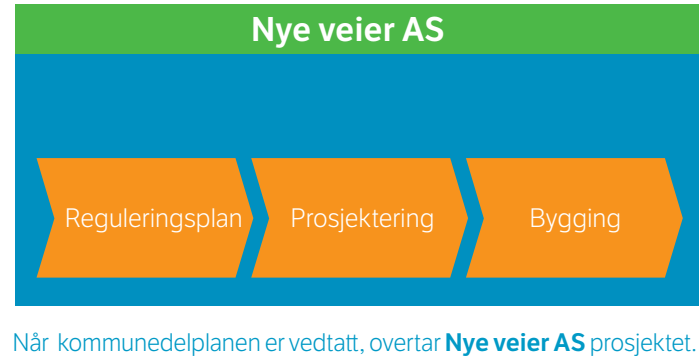 Nye veier AS
Reguleringsplan
Prosjektering
Bygging
Når kommunedelplanen er vedtatt, overtar Nye veier AS prosjektet.